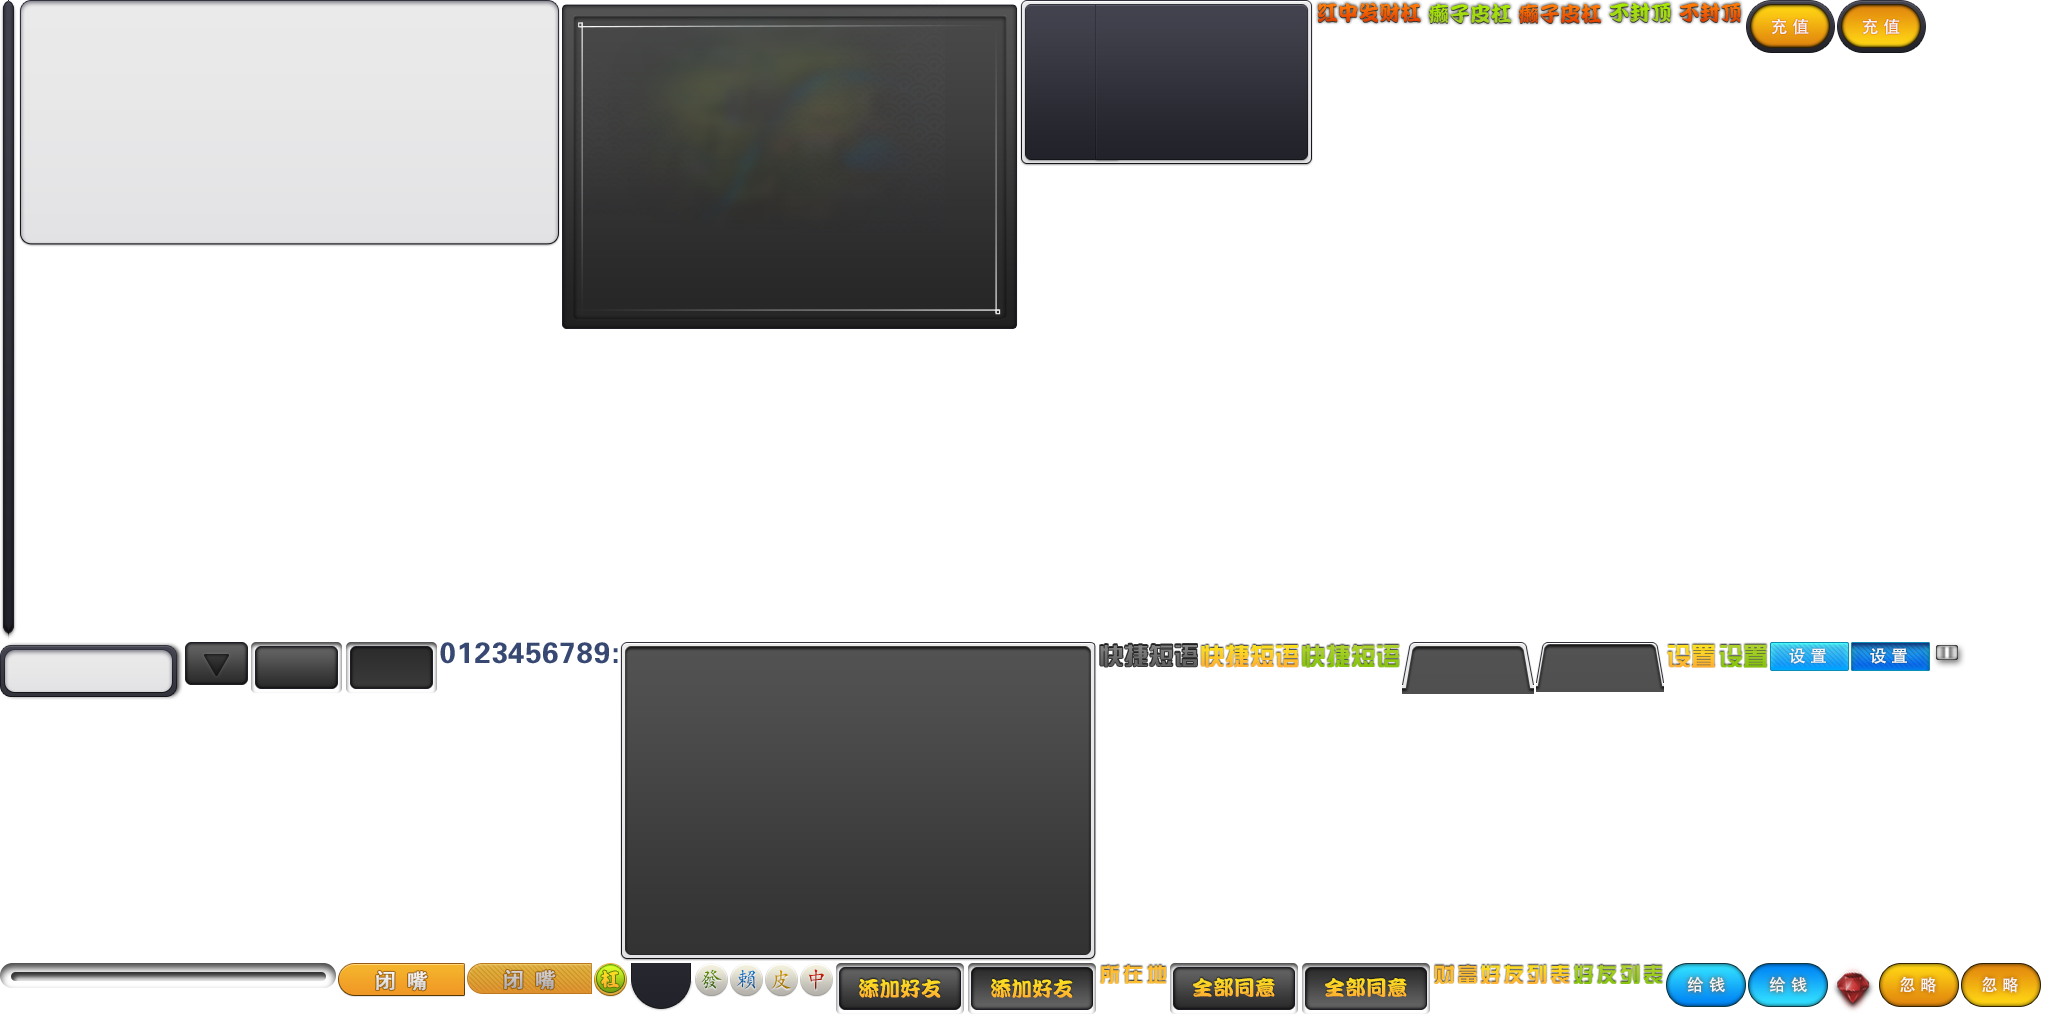 红中发财杠 癞子皮杠 癞子皮杠 不封顶 不封顶 充值 充值
0123456789: 快捷短语 快捷短语 快捷短语 设置 设置 设置 设置
闭嘴 闭嘴 杠 發 賴 皮 中 添加好友 添加好友 所在地 全部同意 全部同意 财富 好友列表 好友列表 给钱 给钱 忽略 忽略